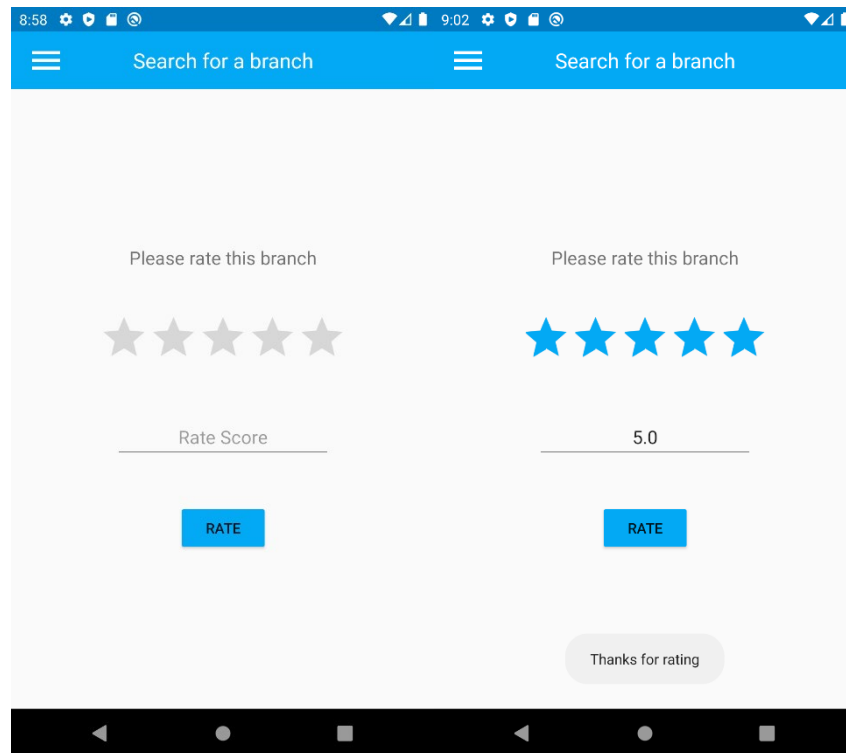 8:58
Search for a branch
Please rate this branch
Rate Score
RATE
9:02
Search for a branch
Please rate this branch
5.0
RATE
Thanks for rating